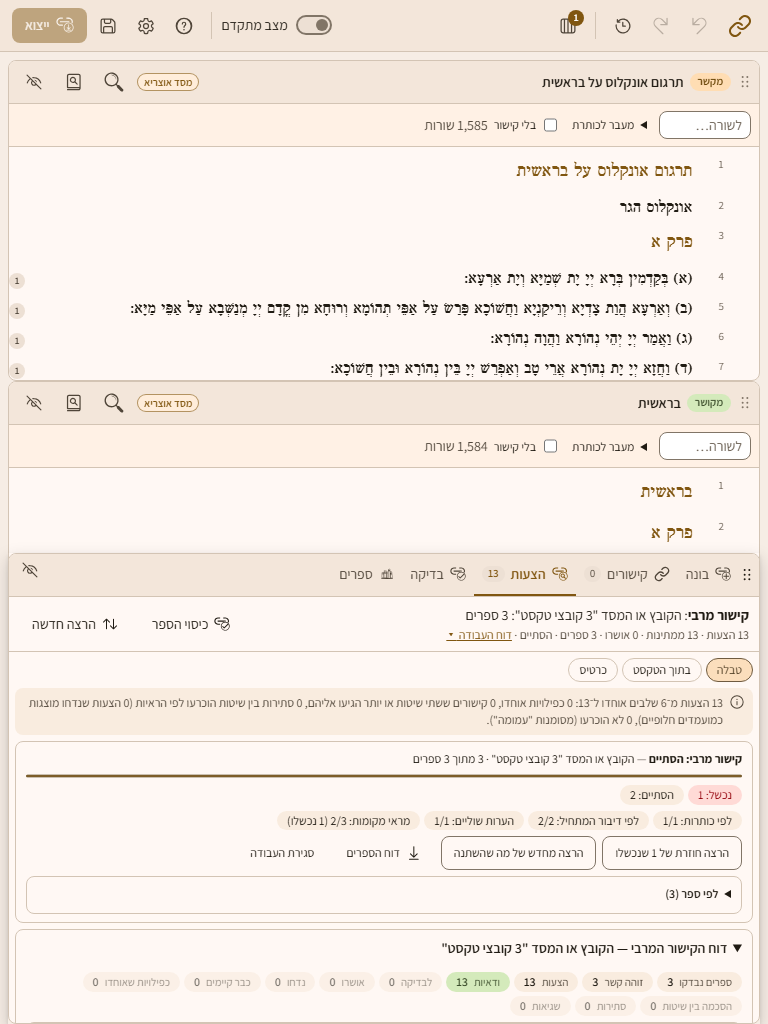 1
מצב מתקדם
ייצוא
מקשר תרגום אונקלוס על בראשית
מסד אוצריא
לשורה...
מעבר לכותרת
בלי קישור
1,585 שורות
1 תרגום אונקלוס על בראשית
2 אונקלוס הגר
3 פרק א
4 (א) בְּקַדְמִין בְּרָא יְיָ יָת שְׁמַיָּא וְיָת אַרְעָא: 1
5 (ב) וְאַרְעָא הֲוַת צָדְיָא וְרֵיקָנְיָא וַחֲשׁוֹכָא פָּרֵשׂ עַל אַפֵּי תְהוֹמָא וְרוּחָא מִן קֳדָם יְיָ מְנַשְּׁבָא עַל אַפֵּי מַיָּא: 1
6 (ג) וַאֲמַר יְיָ יְהֵי נְהוֹרָא וַהֲוָה נְהוֹרָא: 1
7 (ד) וַחֲזָא יְיָ יָת נְהוֹרָא אֲרֵי טָב וְאַפְרֵשׁ יְיָ בֵּין נְהוֹרָא וּבֵין חֲשׁוֹכָא: 1
מקושר בראשית
מסד אוצריא
לשורה...
מעבר לכותרת
בלי קישור
1,584 שורות
1 בראשית
2 פרק א
בונה
קישורים 0
הצעות 13
בדיקה
ספרים
קישור מרבי: הקובץ או המסד "3 קובצי טקסט": 3 ספרים
13 הצעות · 13 ממתינות · 0 אושרו · 3 ספרים · הסתיים · דוח העבודה
כיסוי הספר
הרצה חדשה
טבלה
בתוך הטקסט
כרטיס
13 הצעות מ־6 שלבים אוחדו ל־13: 0 כפילויות אוחדו, 0 קישורים ששתי שיטות או יותר הגיעו אליהם, 0 סתירות בין שיטות הוכרעו לפי הראיות (0 הצעות שנדחו מוצגות
כמועמדים חלופיים), 0 לא הוכרעו (מסומנות "עמומה").
קישור מרבי: הסתיים — הקובץ או המסד "3 קובצי טקסט" · 3 מתוך 3 ספרים
נכשל: 1
הסתיים: 2
לפי כותרות: 1/1
לפי דיבור המתחיל: 2/2
הערות שוליים: 1/1
מראי מקומות: 2/3 (1 נכשלו)
הרצה חוזרת של 1 שנכשלו
הרצה מחדש של מה שהשתנה
דוח הספרים
סגירת העבודה
לפי ספר (3)
דוח הקישור המרבי — הקובץ או המסד "3 קובצי טקסט"
ספרים נבדקו 3
זוהה קשר 3
הצעות 13
ודאיות 13
לבדיקה 0
אושרו 0
נדחו 0
כבר קיימים 0
כפילויות שאוחדו 0
הסכמה בין שיטות 0
סתירות 0
שגיאות 0